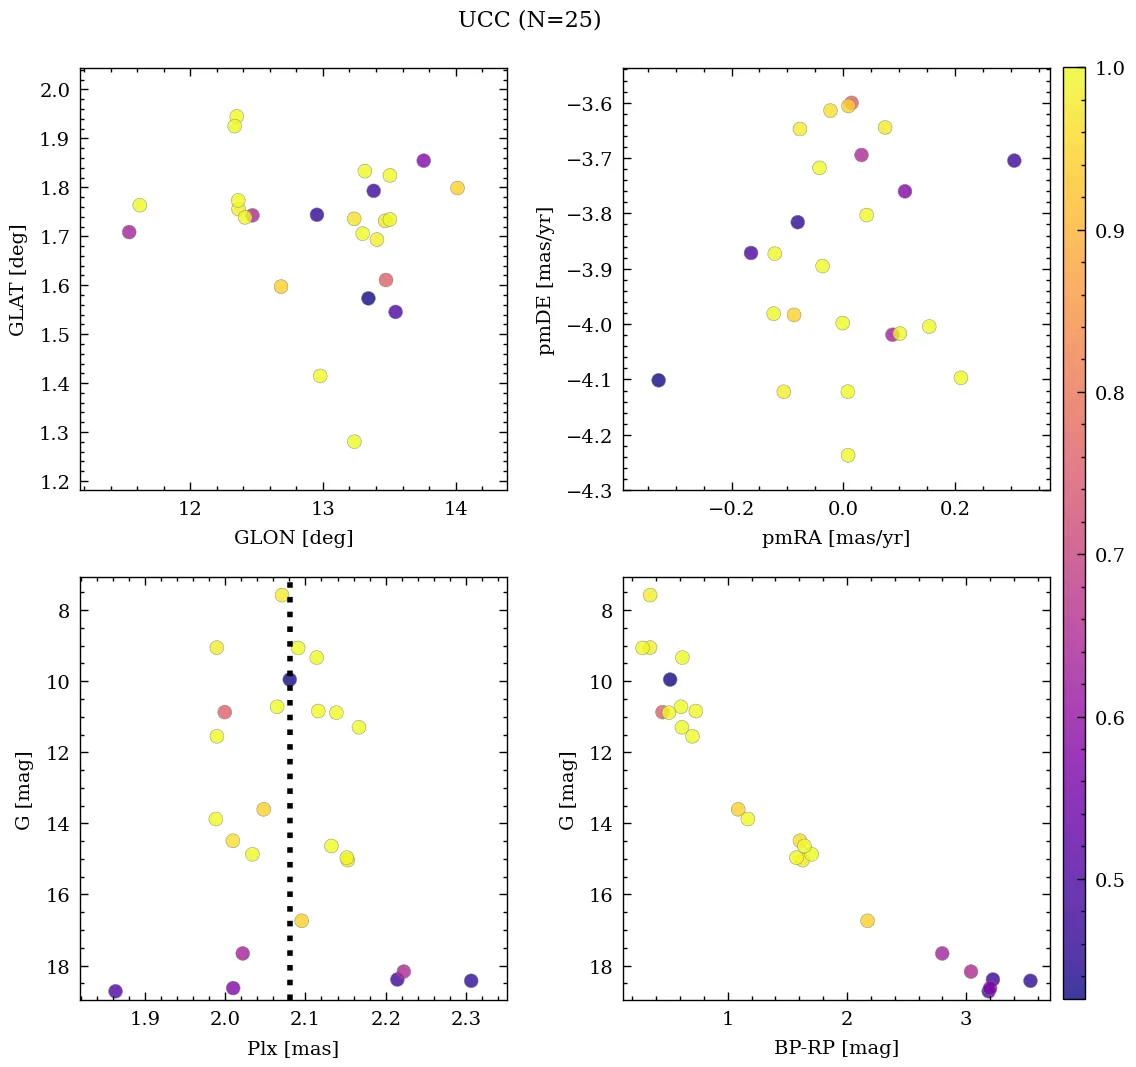 UCC (N=25)
2.0
1.9
1.8
1.7
1.6
1.5
1.4
1.3
1.2
GLAT [deg]
12 13 14
GLON [deg]
−3.6
−3.7
−3.8
−3.9
−4.0
−4.1
−4.2
−4.3
pmDE [mas/yr]
−0.2 0.0 0.2
pmRA [mas/yr]
1.0
0.9
0.8
0.7
0.6
0.5
8
10
12
14
16
18
G [mag]
1.9 2.0 2.1 2.2 2.3
Plx [mas]
8
10
12
14
16
18
G [mag]
1 2 3
BP-RP [mag]